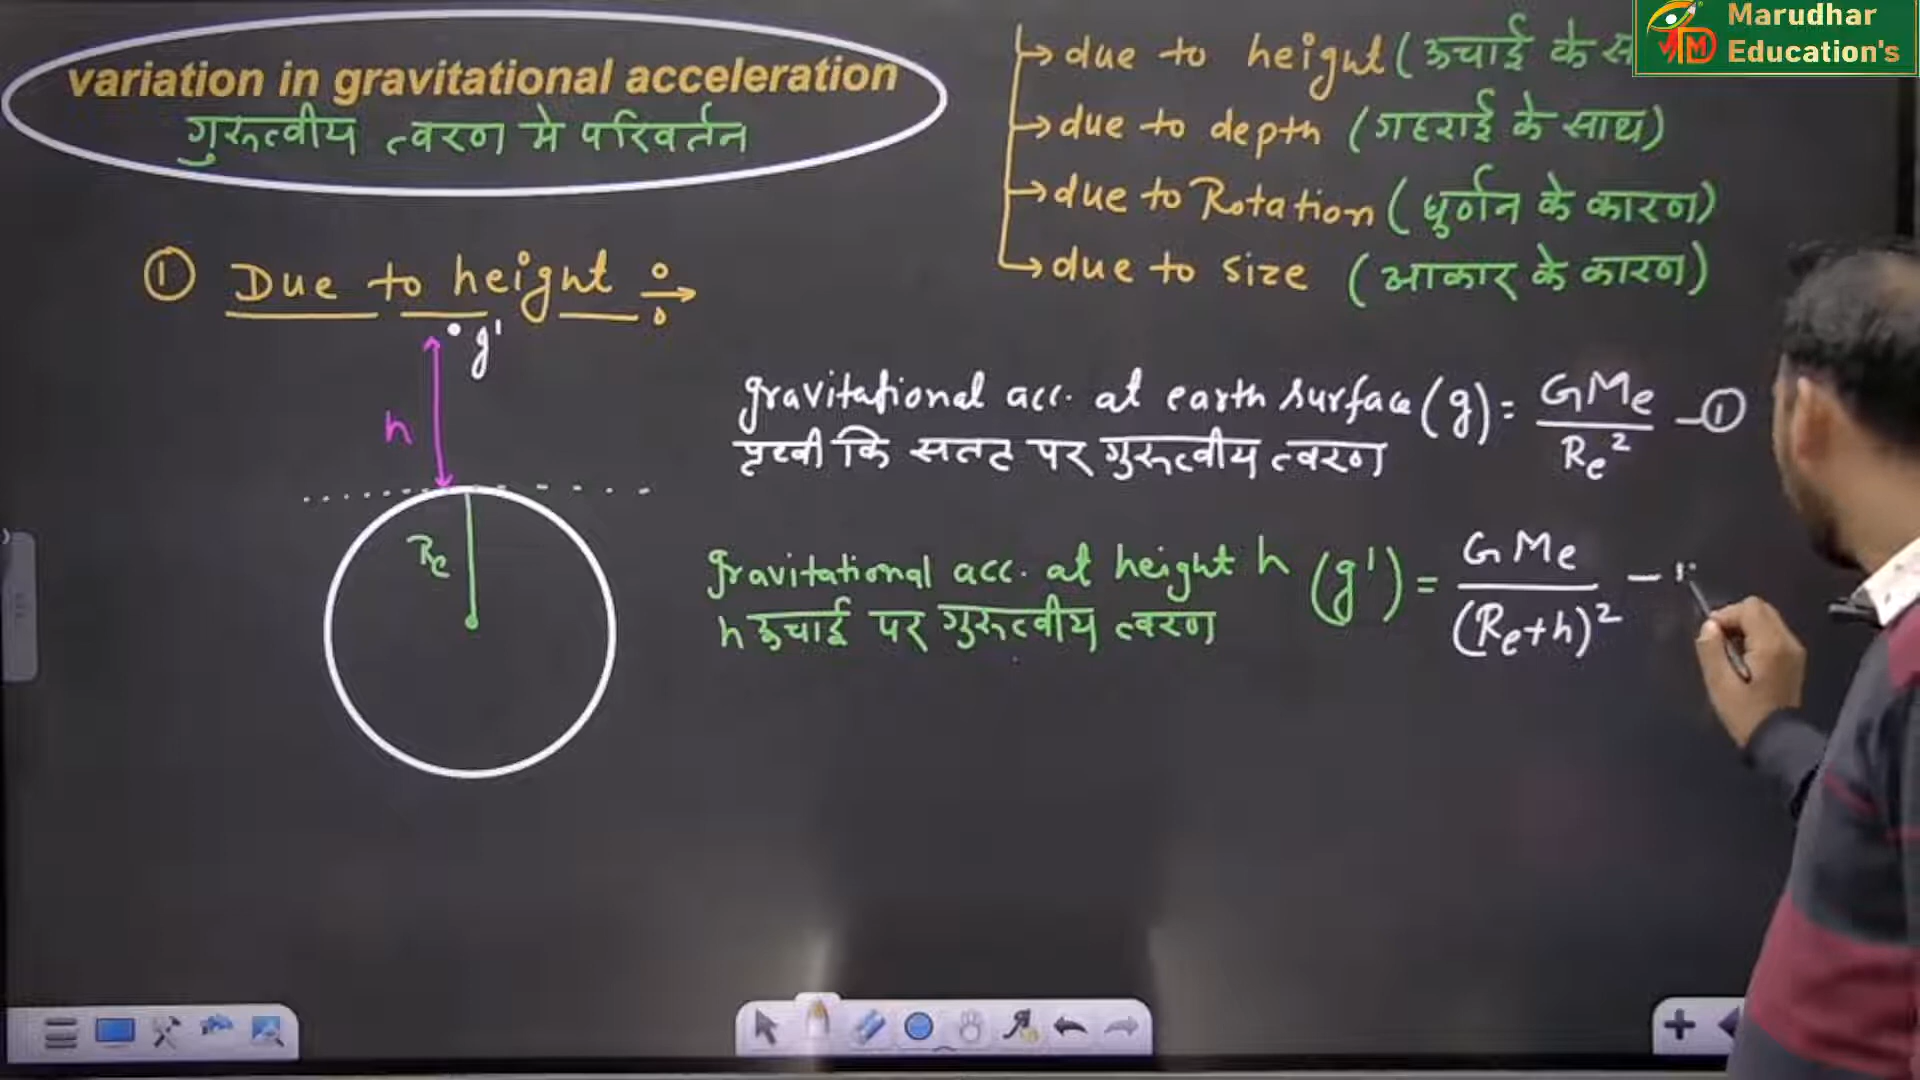 variation in gravitational acceleration
गुरूत्वीय त्वरण मे परिवर्तन
due to height (ऊचाई के
due to depth (गहराई के साथ)
due to Rotation (धुर्णन के कारण)
due to size (आकार के कारण)
Marudhar
Education's
① Due to height
g'
h
Re
gravitational acc. at earth surface (g) = GMe/Re² - ①
पृथ्वी कि सतह पर गुरूत्वीय त्वरण
gravitational acc. at height h (g') = GMe/(Re+h)² -
h ऊचाई पर गुरूत्वीय त्वरण